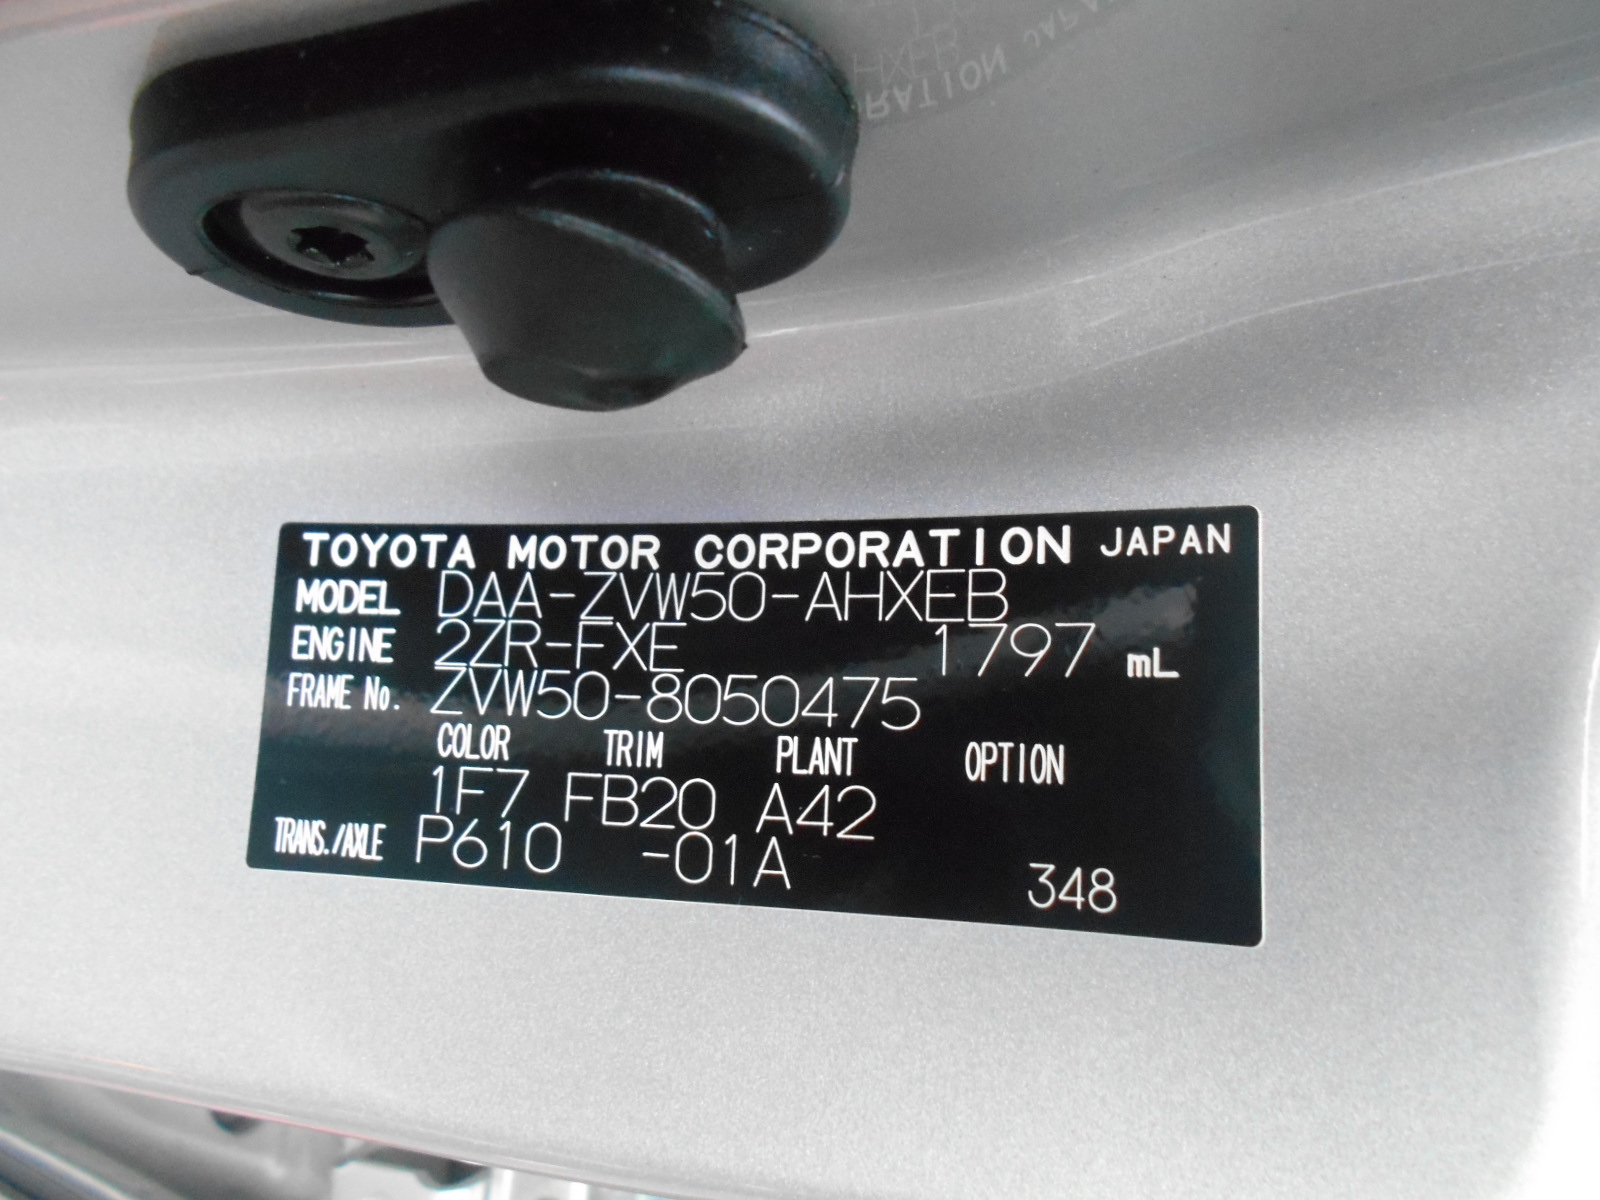 TOYOTA MOTOR CORPORATION JAPAN
MODEL DAA-ZVW50-AHXEB
ENGINE 2ZR-FXE 1797 mL
FRAME No. ZVW50-8050475
COLOR TRIM PLANT OPTION
1F7 FB20 A42
TRANS./AXLE P610 -01A
348